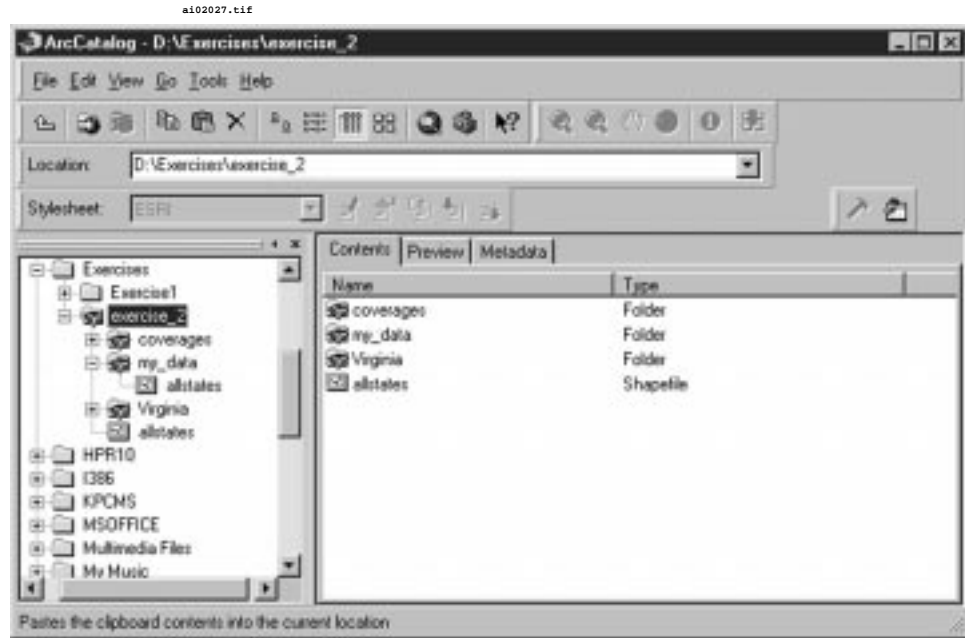 ai02027.tif
ArcCatalog - D:\Exercises\exercise_2
File Edit View Go Tools Help
Location: D:\Exercises\exercise_2
Stylesheet: ESRI
Contents Preview Metadata
Name Type
coverages Folder
my_data Folder
Virginia Folder
allstates Shapefile
Exercises
Exercise1
exercise_2
coverages
my_data
allstates
Virginia
allstates
HPR10
I386
KPCMS
MSOFFICE
Multimedia Files
My Music
Pastes the clipboard contents into the current location